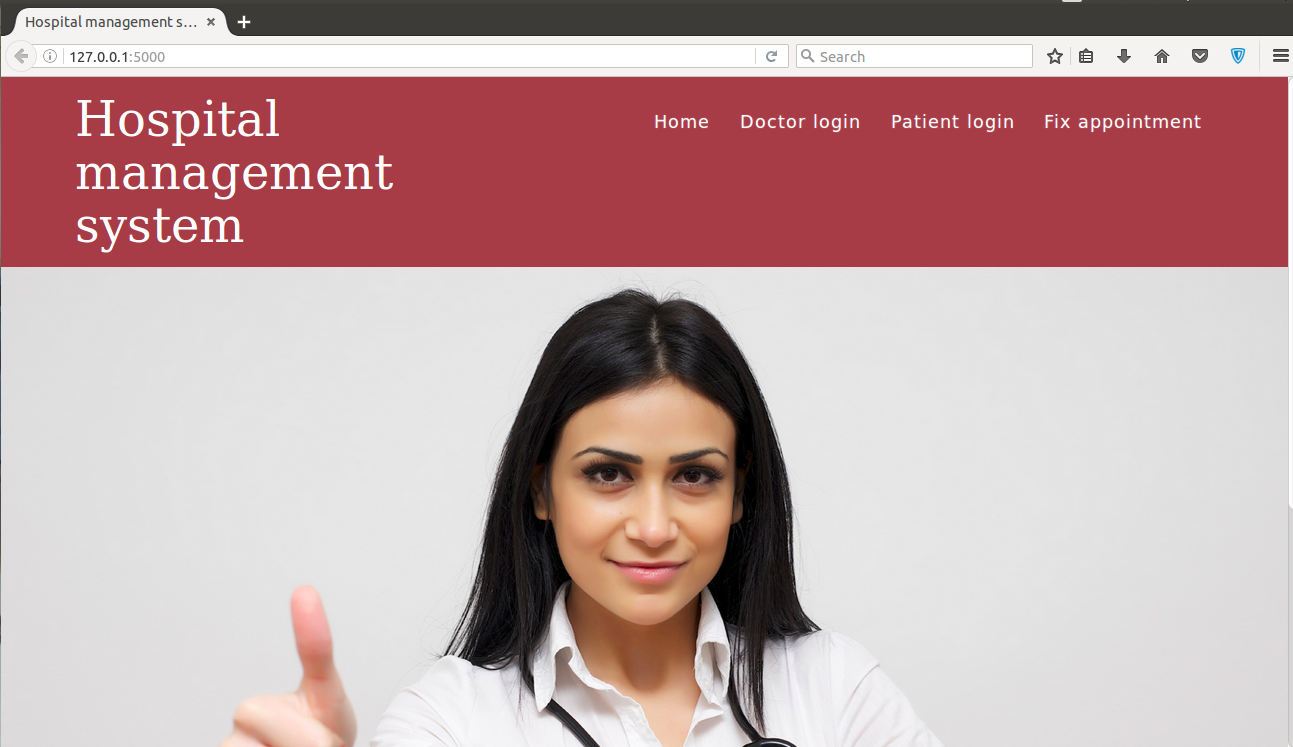 Hospital management s...
127.0.0.1:5000
Search
Hospital
management
system
Home Doctor login Patient login Fix appointment